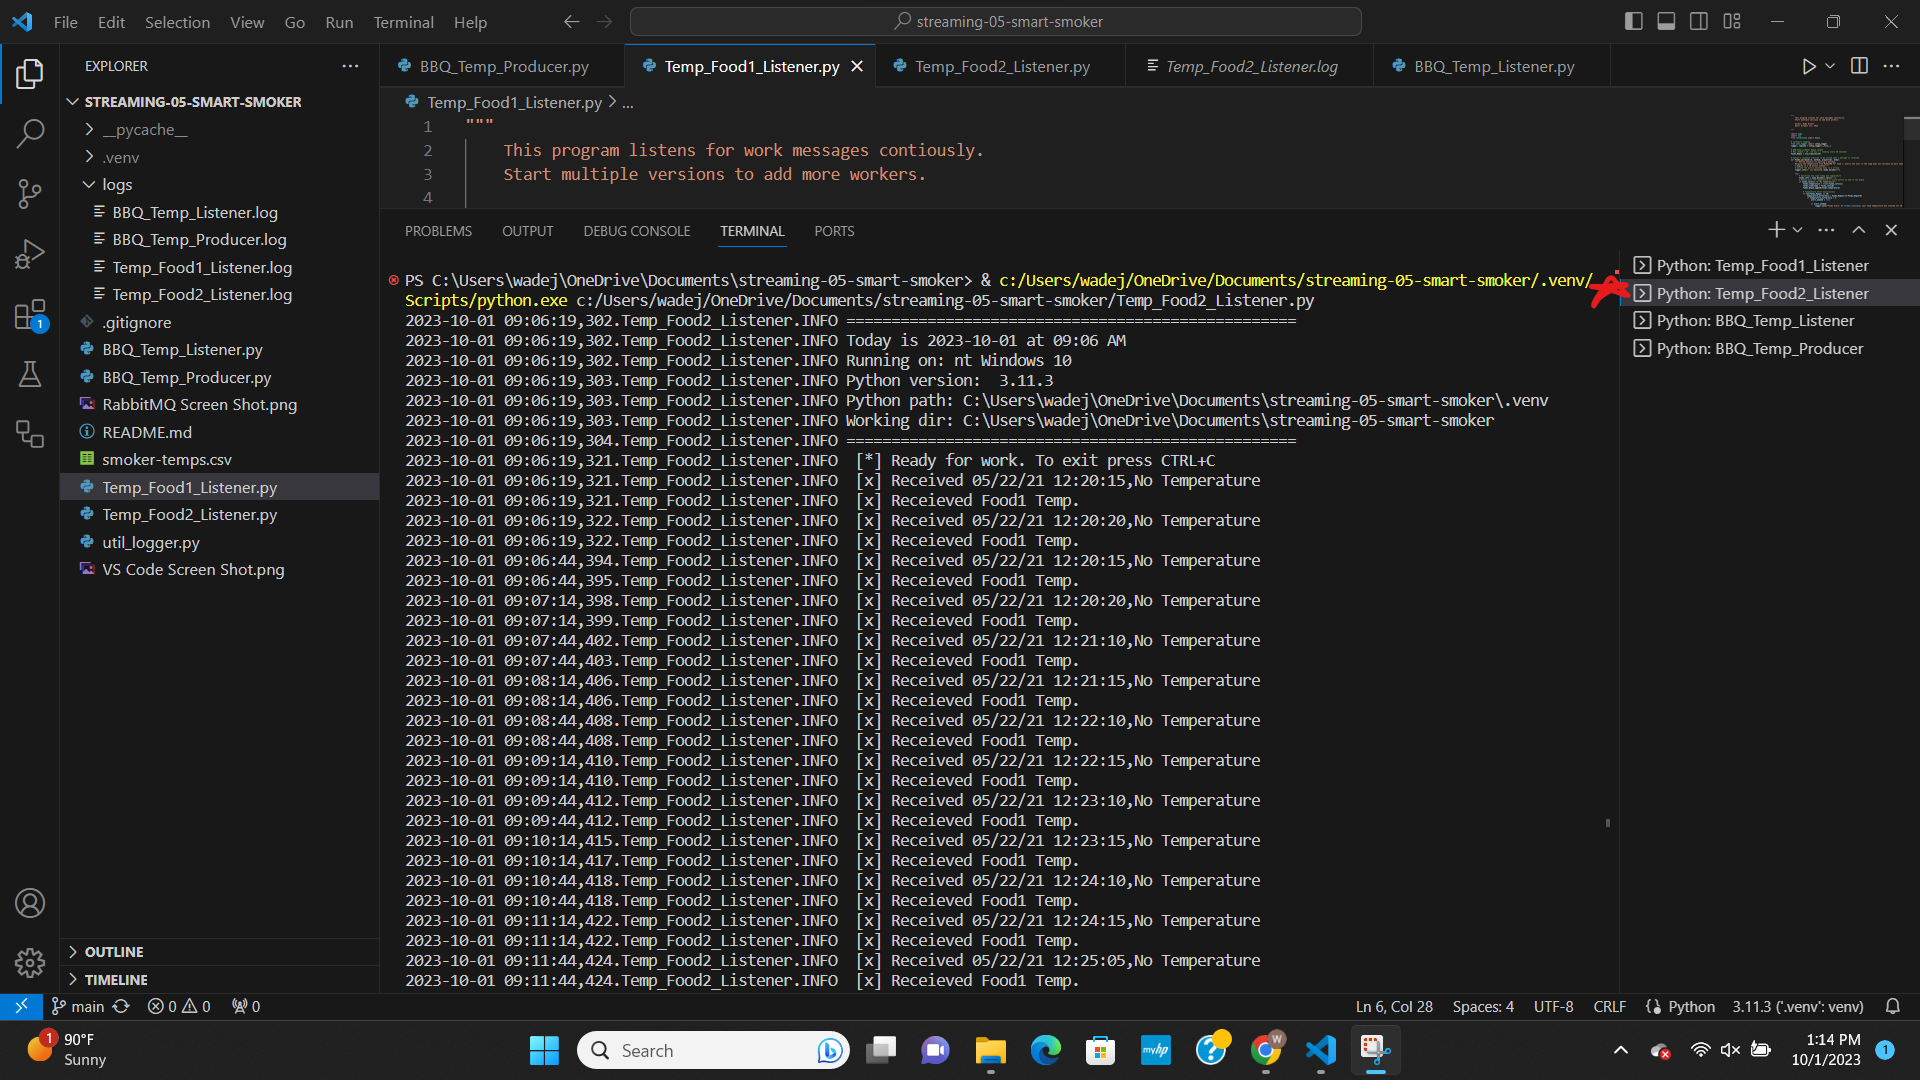 File Edit Selection View Go Run Terminal Help
streaming-05-smart-smoker
EXPLORER
BBQ_Temp_Producer.py
Temp_Food1_Listener.py
Temp_Food2_Listener.py
Temp_Food2_Listener.log
BBQ_Temp_Listener.py
STREAMING-05-SMART-SMOKER
__pycache__
.venv
logs
BBQ_Temp_Listener.log
BBQ_Temp_Producer.log
Temp_Food1_Listener.log
Temp_Food2_Listener.log
.gitignore
BBQ_Temp_Listener.py
BBQ_Temp_Producer.py
RabbitMQ Screen Shot.png
README.md
smoker-temps.csv
Temp_Food1_Listener.py
Temp_Food2_Listener.py
util_logger.py
VS Code Screen Shot.png
OUTLINE
TIMELINE
1
Temp_Food1_Listener.py > ...
1 """
2 This program listens for work messages contiously.
3 Start multiple versions to add more workers.
4
PROBLEMS OUTPUT DEBUG CONSOLE TERMINAL PORTS
PS C:\Users\wadej\OneDrive\Documents\streaming-05-smart-smoker> & c:/Users/wadej/OneDrive/Documents/streaming-05-smart-smoker/.venv/
Scripts/python.exe c:/Users/wadej/OneDrive/Documents/streaming-05-smart-smoker/Temp_Food2_Listener.py
2023-10-01 09:06:19,302.Temp_Food2_Listener.INFO ==================================================
2023-10-01 09:06:19,302.Temp_Food2_Listener.INFO Today is 2023-10-01 at 09:06 AM
2023-10-01 09:06:19,302.Temp_Food2_Listener.INFO Running on: nt Windows 10
2023-10-01 09:06:19,303.Temp_Food2_Listener.INFO Python version:  3.11.3
2023-10-01 09:06:19,303.Temp_Food2_Listener.INFO Python path: C:\Users\wadej\OneDrive\Documents\streaming-05-smart-smoker\.venv
2023-10-01 09:06:19,303.Temp_Food2_Listener.INFO Working dir: C:\Users\wadej\OneDrive\Documents\streaming-05-smart-smoker
2023-10-01 09:06:19,304.Temp_Food2_Listener.INFO ==================================================
2023-10-01 09:06:19,321.Temp_Food2_Listener.INFO  [*] Ready for work. To exit press CTRL+C
2023-10-01 09:06:19,321.Temp_Food2_Listener.INFO  [x] Received 05/22/21 12:20:15,No Temperature
2023-10-01 09:06:19,321.Temp_Food2_Listener.INFO  [x] Receieved Food1 Temp.
2023-10-01 09:06:19,322.Temp_Food2_Listener.INFO  [x] Received 05/22/21 12:20:20,No Temperature
2023-10-01 09:06:19,322.Temp_Food2_Listener.INFO  [x] Receieved Food1 Temp.
2023-10-01 09:06:44,394.Temp_Food2_Listener.INFO  [x] Received 05/22/21 12:20:15,No Temperature
2023-10-01 09:06:44,395.Temp_Food2_Listener.INFO  [x] Receieved Food1 Temp.
2023-10-01 09:07:14,398.Temp_Food2_Listener.INFO  [x] Received 05/22/21 12:20:20,No Temperature
2023-10-01 09:07:14,399.Temp_Food2_Listener.INFO  [x] Receieved Food1 Temp.
2023-10-01 09:07:44,402.Temp_Food2_Listener.INFO  [x] Received 05/22/21 12:21:10,No Temperature
2023-10-01 09:07:44,403.Temp_Food2_Listener.INFO  [x] Receieved Food1 Temp.
2023-10-01 09:08:14,406.Temp_Food2_Listener.INFO  [x] Received 05/22/21 12:21:15,No Temperature
2023-10-01 09:08:14,406.Temp_Food2_Listener.INFO  [x] Receieved Food1 Temp.
2023-10-01 09:08:44,408.Temp_Food2_Listener.INFO  [x] Received 05/22/21 12:22:10,No Temperature
2023-10-01 09:08:44,408.Temp_Food2_Listener.INFO  [x] Receieved Food1 Temp.
2023-10-01 09:09:14,410.Temp_Food2_Listener.INFO  [x] Received 05/22/21 12:22:15,No Temperature
2023-10-01 09:09:14,410.Temp_Food2_Listener.INFO  [x] Receieved Food1 Temp.
2023-10-01 09:09:44,412.Temp_Food2_Listener.INFO  [x] Received 05/22/21 12:23:10,No Temperature
2023-10-01 09:09:44,412.Temp_Food2_Listener.INFO  [x] Receieved Food1 Temp.
2023-10-01 09:10:14,415.Temp_Food2_Listener.INFO  [x] Received 05/22/21 12:23:15,No Temperature
2023-10-01 09:10:14,417.Temp_Food2_Listener.INFO  [x] Receieved Food1 Temp.
2023-10-01 09:10:44,418.Temp_Food2_Listener.INFO  [x] Received 05/22/21 12:24:10,No Temperature
2023-10-01 09:10:44,418.Temp_Food2_Listener.INFO  [x] Receieved Food1 Temp.
2023-10-01 09:11:14,422.Temp_Food2_Listener.INFO  [x] Received 05/22/21 12:24:15,No Temperature
2023-10-01 09:11:14,422.Temp_Food2_Listener.INFO  [x] Receieved Food1 Temp.
2023-10-01 09:11:44,424.Temp_Food2_Listener.INFO  [x] Received 05/22/21 12:25:05,No Temperature
2023-10-01 09:11:44,424.Temp_Food2_Listener.INFO  [x] Receieved Food1 Temp.
Python: Temp_Food1_Listener
Python: Temp_Food2_Listener
Python: BBQ_Temp_Listener
Python: BBQ_Temp_Producer
main 0 0 0
Ln 6, Col 28 Spaces: 4 UTF-8 CRLF Python 3.11.3 ('.venv': venv)
1 90°F
Sunny
Search
myhp
W
1:14 PM
10/1/2023
1